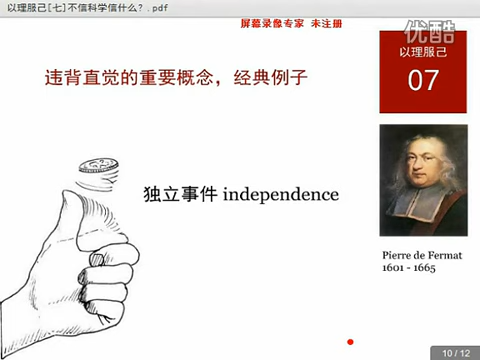 以理服己[七]不信科学信什么？.pdf
屏幕录像专家 未注册
优酷
以理服己
07
违背直觉的重要概念，经典例子
独立事件 independence
Pierre de Fermat
1601 - 1665
10 / 12